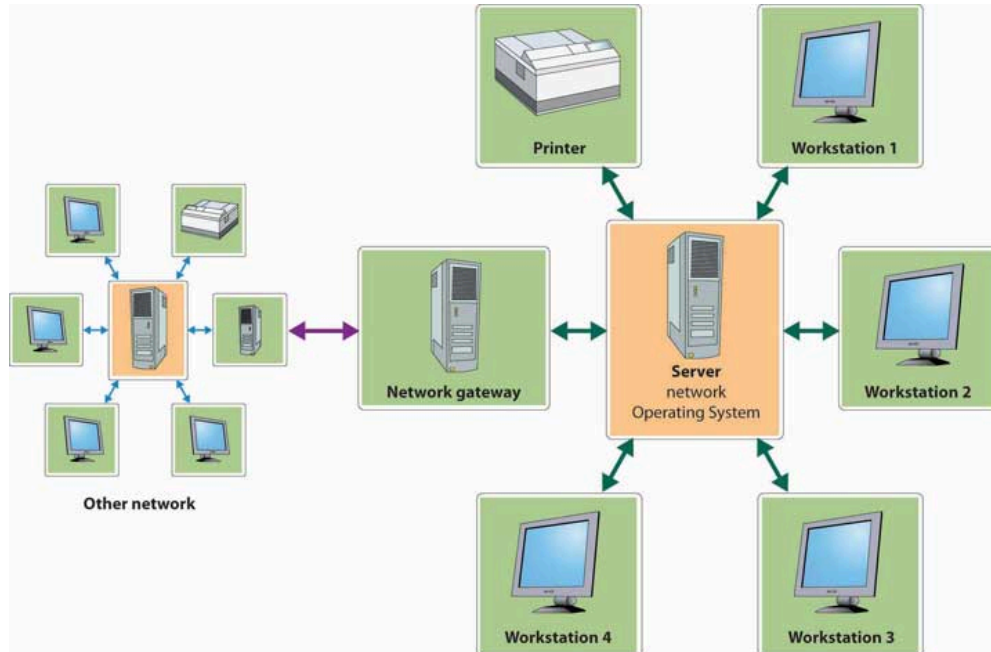 Printer
Workstation 1
Network gateway
Server
network
Operating System
Workstation 2
Other network
Workstation 4
Workstation 3